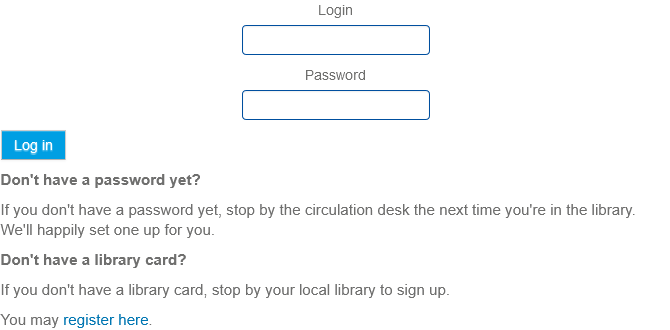 Login
Password
Log in
Don't have a password yet?
If you don't have a password yet, stop by the circulation desk the next time you're in the library.
We'll happily set one up for you.
Don't have a library card?
If you don't have a library card, stop by your local library to sign up.
You may register here.